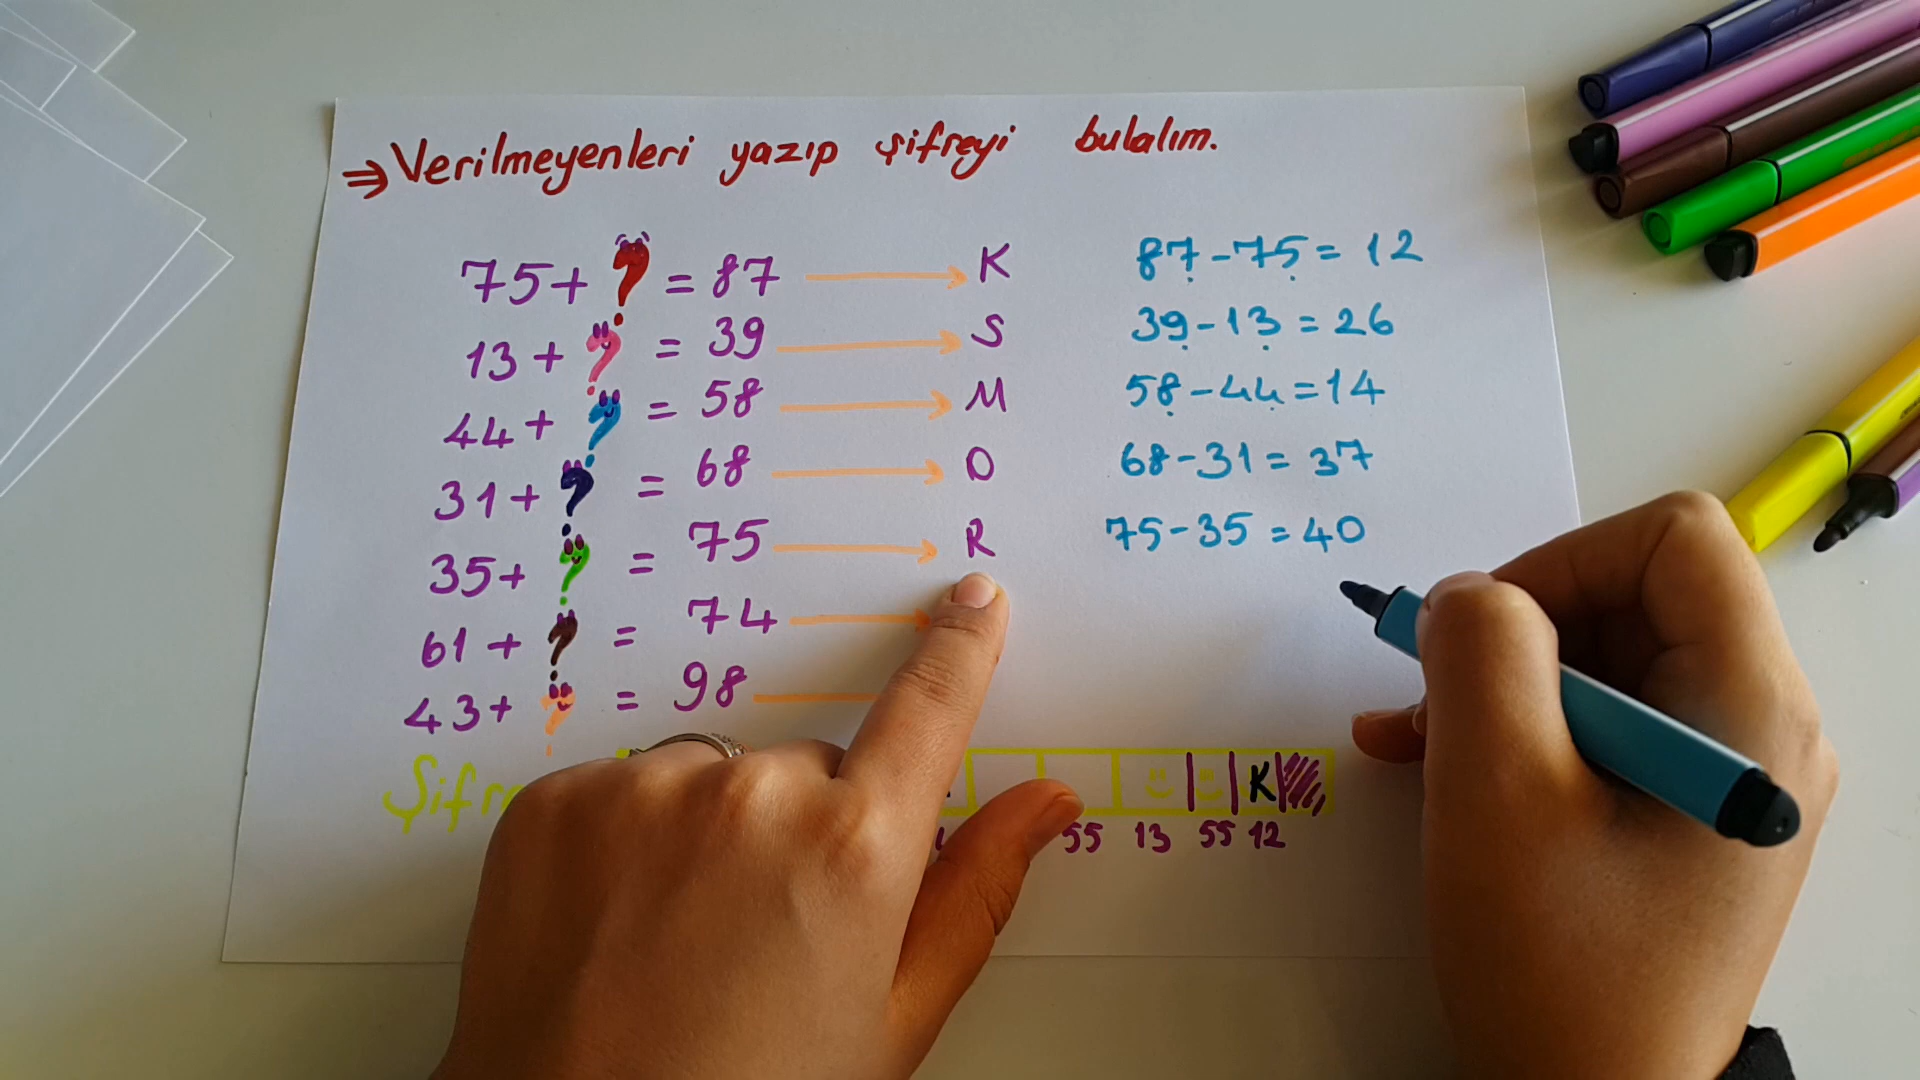 ⇒ Verilmeyenleri yazıp şifreyi bulalım.
75+ ? = 87 → K 87-75= 12
13+ ? = 39 → S 39-13 = 26
44+ ? = 58 → M 58-44=14
31+ ? = 68 → O 68-31= 37
35+ ? = 75 → R 75-35 =40
61 + ? = 74 →
43+ ? = 98
K
55 13 55 12